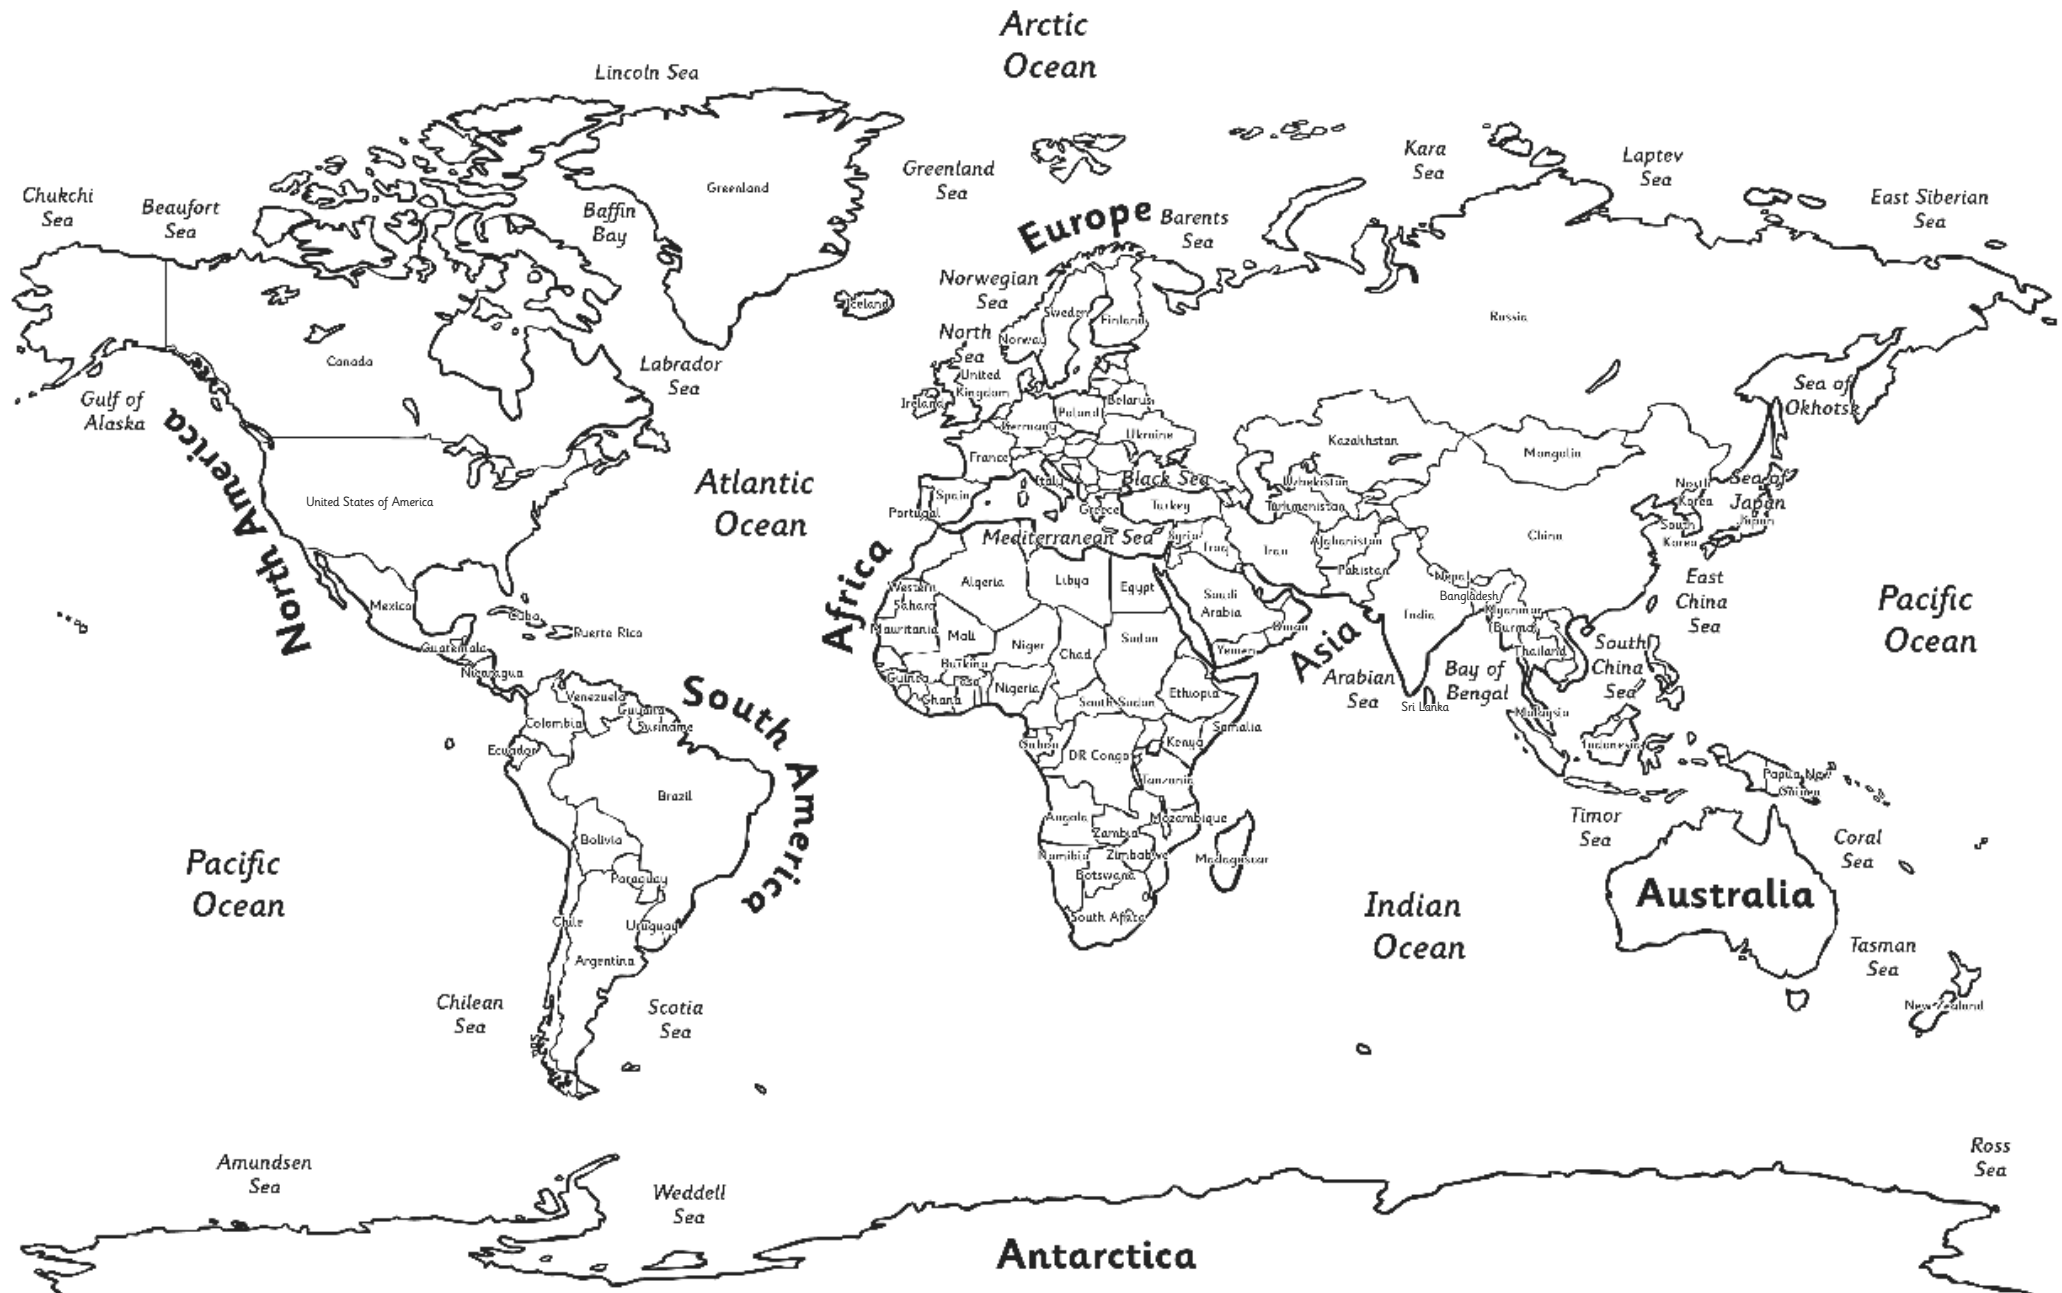 Arctic
Ocean
Lincoln Sea
Greenland
Sea
Kara
Sea
Laptev
Sea
East Siberian
Sea
Chukchi
Sea
Beaufort
Sea
Baffin
Bay
Greenland
Europe
Barents
Sea
Norwegian
Sea
Iceland
Sweden
Finland
Norway
Russia
North
Sea
United
Kingdom
Ireland
Canada
Labrador
Sea
Gulf of
Alaska
Sea of
Okhotsk
Belarus
Poland
Germany
Ukraine
Kazakhstan
Mongolia
France
Italy
Black Sea
Uzbekistan
North America
United States of America
Atlantic
Ocean
Spain
Portugal
Greece
Turkey
Turkmenistan
North
Korea
Sea of
Japan
Japan
South
Korea
Mediterranean Sea
Syria
Iraq
Iran
Afghanistan
China
Africa
Pakistan
Nepal
Western
Sahara
Algeria
Libya
Egypt
Saudi
Arabia
Bangladesh
East
China
Sea
Pacific
Ocean
Mexico
Cuba
Puerto Rico
India
Myanmar
(Burma)
Mauritania
Mali
Niger
Chad
Sudan
Oman
Yemen
Asia
Guatemala
Nicaragua
Thailand
South
China
Sea
Burkina
Faso
Guinea
Ghana
Nigeria
South Sudan
Ethiopia
Arabian
Sea
Bay of
Bengal
Sri Lanka
South America
Venezuela
Guyana
Suriname
Colombia
Somalia
Malaysia
Ecuador
Gabon
DR Congo
Kenya
Indonesia
Tanzania
Papua New
Guinea
Brazil
Angola
Mozambique
Zambia
Timor
Sea
Coral
Sea
Bolivia
Namibia
Zimbabwe
Madagascar
Pacific
Ocean
Paraguay
Botswana
Australia
Indian
Ocean
Chile
Uruguay
South Africa
Argentina
Tasman
Sea
Chilean
Sea
Scotia
Sea
New Zealand
Amundsen
Sea
Weddell
Sea
Ross
Sea
Antarctica